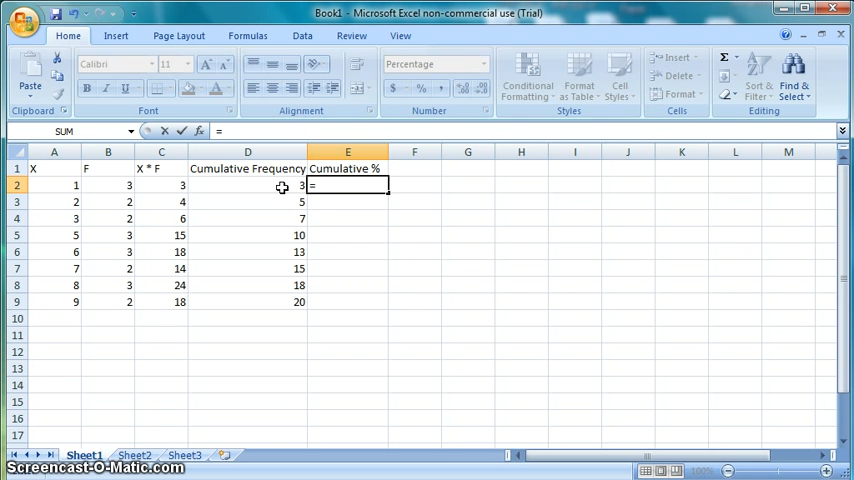 Book1 - Microsoft Excel non-commercial use (Trial)
Home Insert Page Layout Formulas Data Review View
Calibri 11 Percentage Insert Σ
Paste B I U A $ % , Conditional Formatting Format as Table Cell Styles Delete Format Sort & Filter Find & Select
Clipboard Font Alignment Number Styles Cells Editing
SUM fx =
A B C D E F G H I J K L M
1 X F X * F Cumulative Frequency Cumulative %
2 1 3 3 3 =
3 2 2 4 5
4 3 2 6 7
5 5 3 15 10
6 6 3 18 13
7 7 2 14 15
8 8 3 24 18
9 9 2 18 20
10
11
12
13
14
15
16
17
Sheet1 Sheet2 Sheet3
Screencast-O-Matic.com 100%